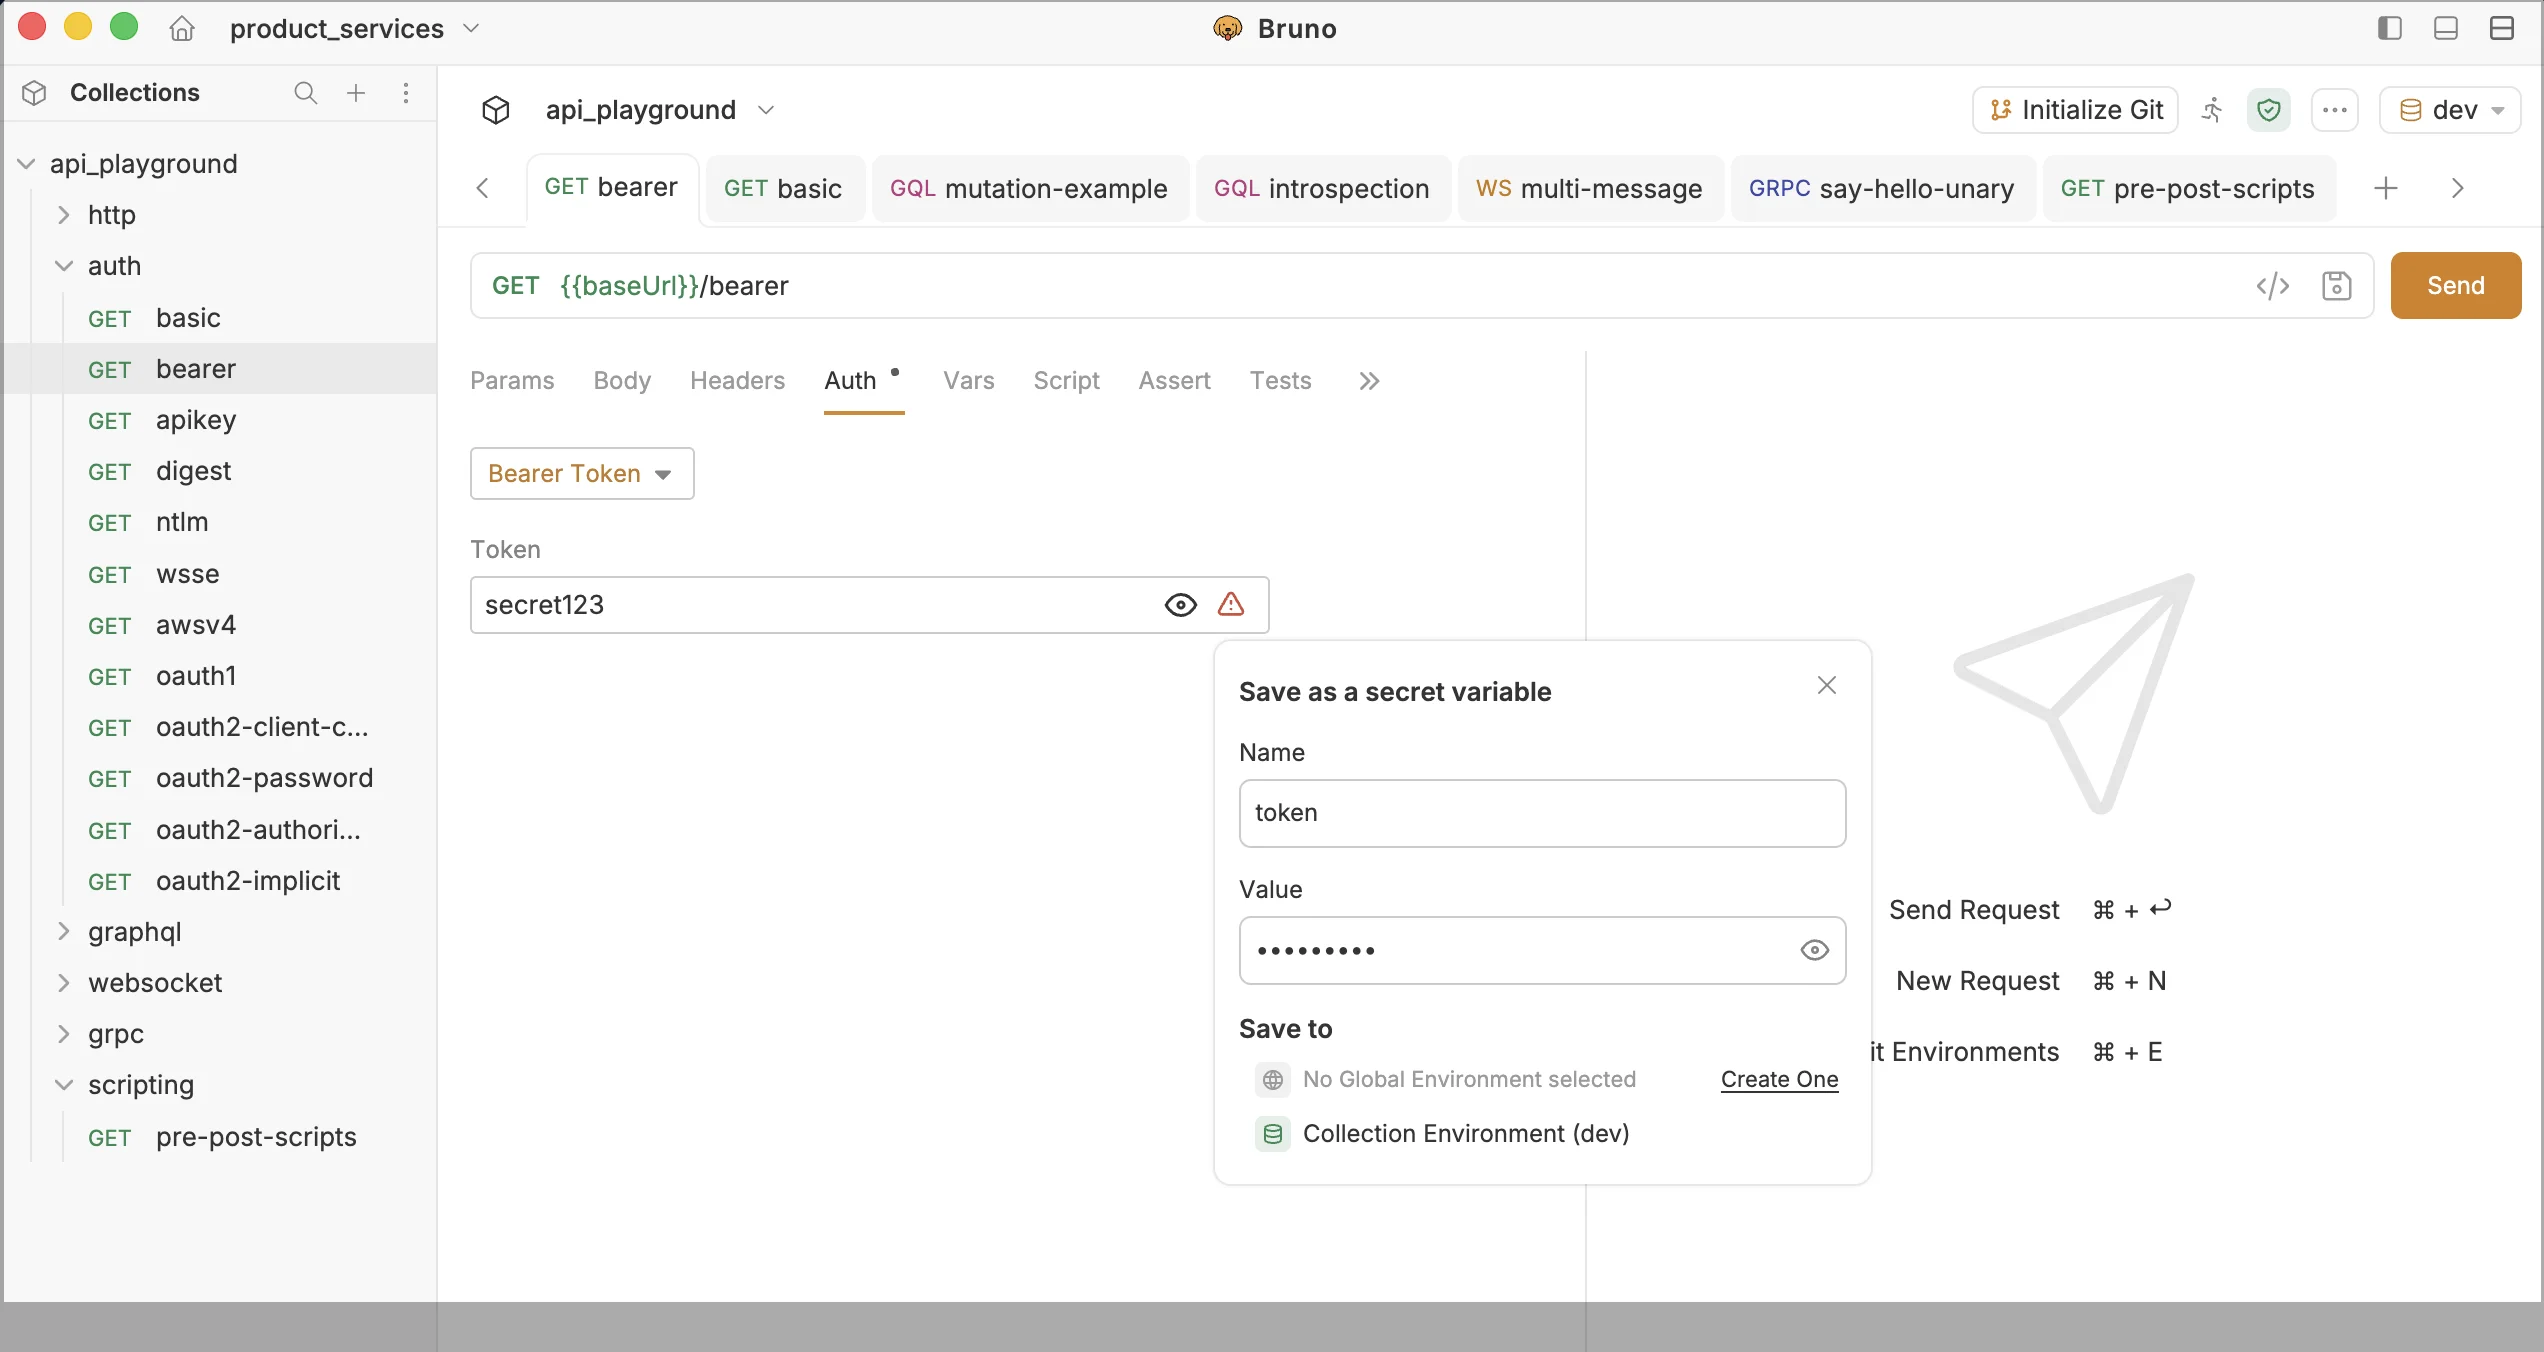 product_services
Bruno
Collections
api_playground
http
auth
GET basic
GET bearer
GET apikey
GET digest
GET ntlm
GET wsse
GET awsv4
GET oauth1
GET oauth2-client-c...
GET oauth2-password
GET oauth2-authori...
GET oauth2-implicit
graphql
websocket
grpc
scripting
GET pre-post-scripts
api_playground
Initialize Git
dev
GET bearer
GET basic
GQL mutation-example
GQL introspection
WS multi-message
GRPC say-hello-unary
GET pre-post-scripts
GET {{baseUrl}}/bearer
Send
Params Body Headers Auth Vars Script Assert Tests
Bearer Token
Token
secret123
Save as a secret variable
Name
token
Value
•••••••••
Save to
No Global Environment selected Create One
Collection Environment (dev)
Send Request ⌘ + ↩
New Request ⌘ + N
it Environments ⌘ + E